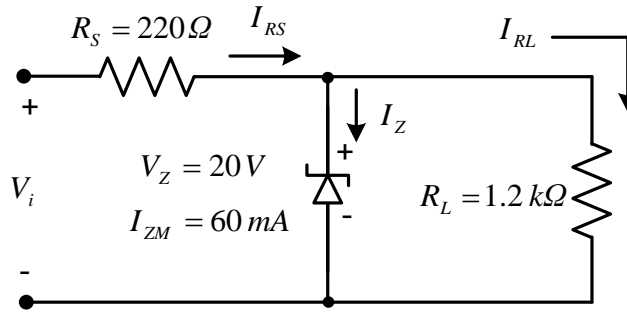 R_S = 220 Ω
I_RS
I_RL
+
I_Z
+
V_Z = 20 V
V_i
R_L = 1.2 kΩ
I_ZM = 60 mA
-
-